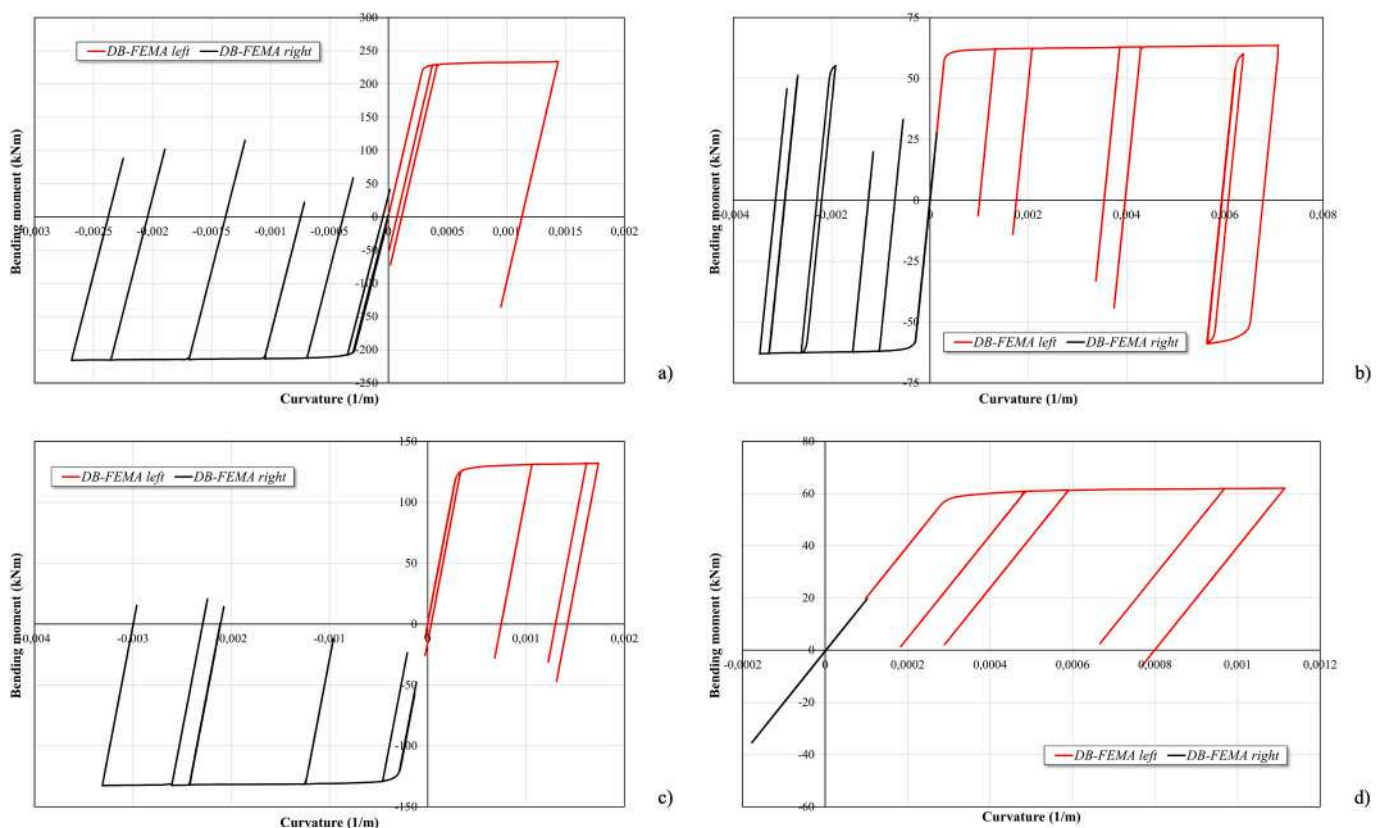 300
DB-FEMA left DB-FEMA right
250
200
150
100
50
0
-0,003 -0,0025 -0,002 -0,0015 -0,001 -0,0005 0 0,0005 0,001 0,0015 0,002
-50
-100
-150
-200
-250
Bending moment (kNm)
Curvature (1/m)
a)
75
50
25
0
-0,004 -0,002 0 0,002 0,004 0,006 0,008
-25
-50
-75
DB-FEMA left DB-FEMA right
Bending moment (kNm)
Curvature (1/m)
b)
150
DB-FEMA left DB-FEMA right
100
50
0
-0,004 -0,003 -0,002 -0,001 0 0,001 0,002
-50
-100
-150
Bending moment (kNm)
Curvature (1/m)
c)
80
60
40
20
0
-0,0002 0 0,0002 0,0004 0,0006 0,0008 0,001 0,0012
-20
-40
-60
DB-FEMA left DB-FEMA right
Bending moment (kNm)
Curvature (1/m)
d)